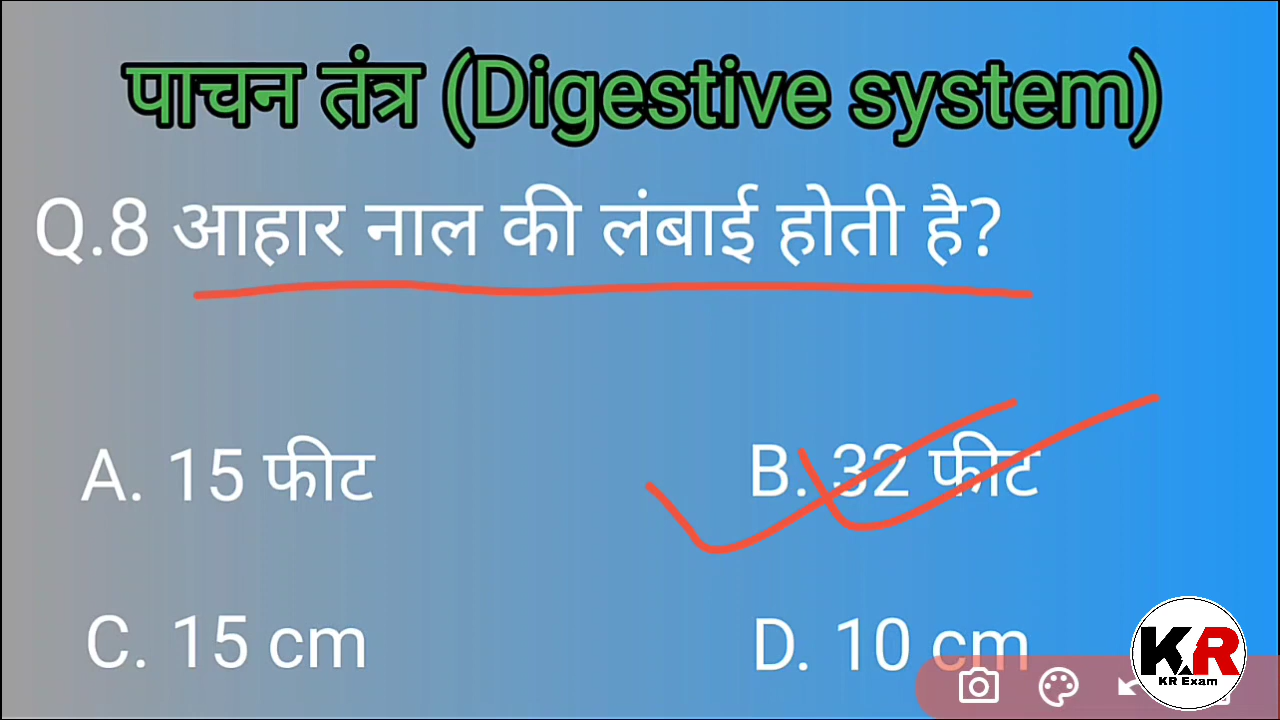 पाचन तंत्र (Digestive system)
Q.8 आहार नाल की लंबाई होती है?
A. 15 फीट
B. 32 फीट
C. 15 cm
D. 10 cm
KR
KR Exam